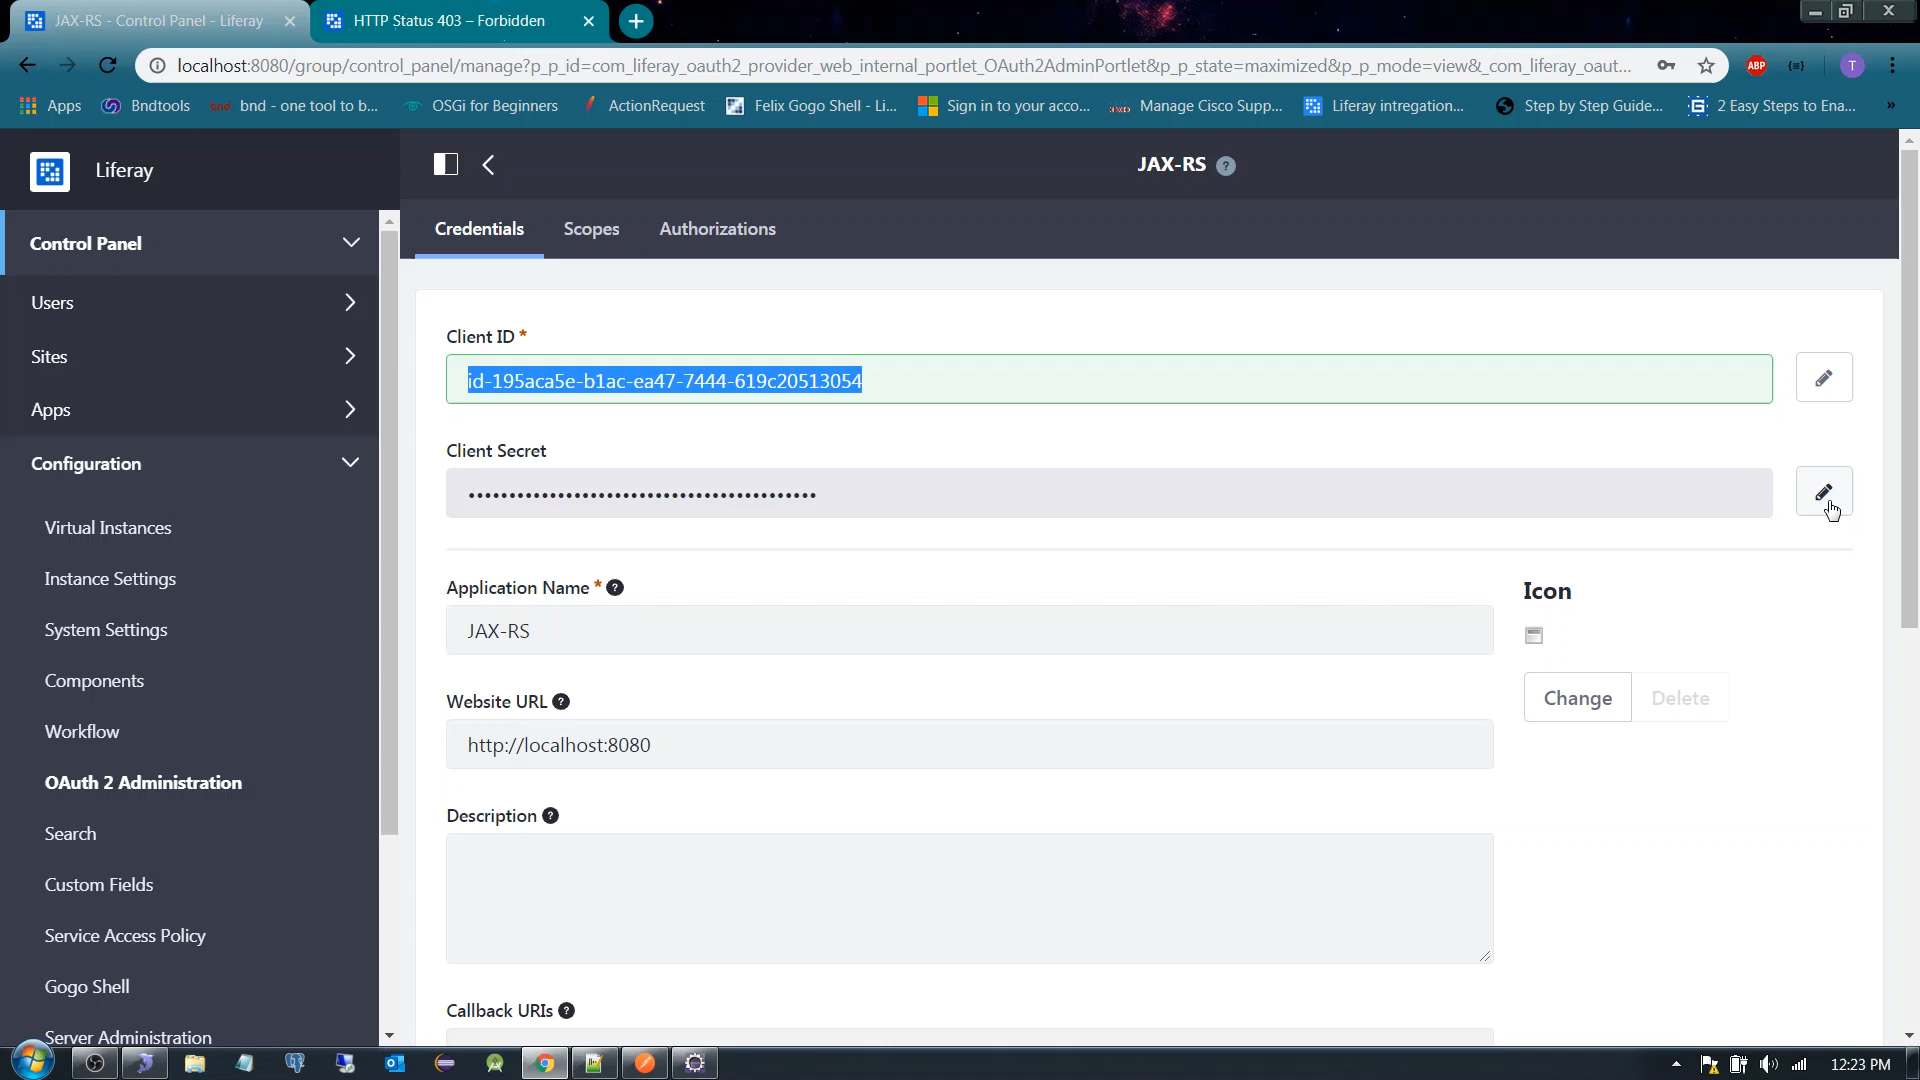 JAX-RS - Control Panel - Liferay
HTTP Status 403 – Forbidden
localhost:8080/group/control_panel/manage?p_p_id=com_liferay_oauth2_provider_web_internal_portlet_OAuth2AdminPortlet&p_p_state=maximized&p_p_mode=view&_com_liferay_oaut...
ABP
T
Apps
Bndtools
bnd bnd - one tool to b...
OSGi for Beginners
ActionRequest
Felix Gogo Shell - Li...
Sign in to your acco...
Manage Cisco Supp...
Liferay intregation...
Step by Step Guide...
G 2 Easy Steps to Ena...
»
Liferay
JAX-RS ?
Credentials
Scopes
Authorizations
Control Panel
Users
Sites
Apps
Configuration
Virtual Instances
Instance Settings
System Settings
Components
Workflow
OAuth 2 Administration
Search
Custom Fields
Service Access Policy
Gogo Shell
Server Administration
Client ID *
id-195aca5e-b1ac-ea47-7444-619c20513054
Client Secret
•••••••••••••••••••••••••••••••••••••••••••
Application Name * ?
JAX-RS
Website URL ?
http://localhost:8080
Description ?
Callback URIs ?
Icon
Change
Delete
12:23 PM